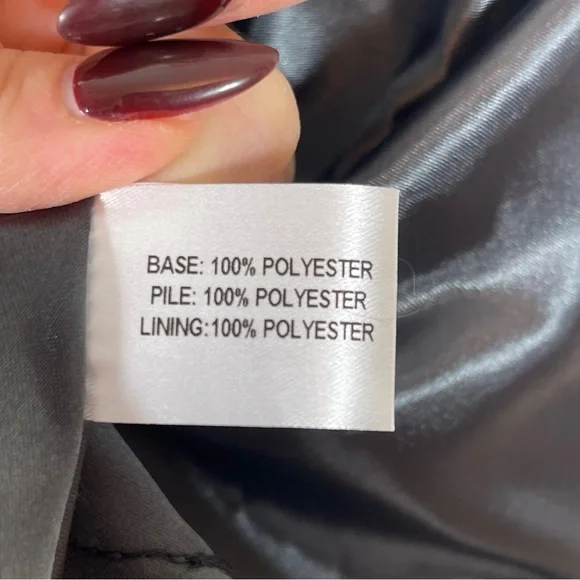 BASE: 100% POLYESTER
PILE: 100% POLYESTER
LINING:100% POLYESTER